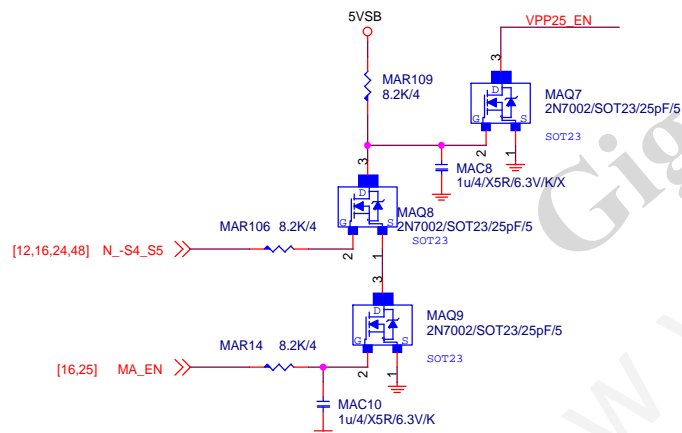 5VSB
VPP25_EN
MAR109
8.2K/4
3
D
G
S
MAQ7
2N7002/SOT23/25pF/5
SOT23
2
1
MAC8
1u/4/X5R/6.3V/K/X
3
D
G
S
MAQ8
2N7002/SOT23/25pF/5
SOT23
MAR106 8.2K/4
[12,16,24,48] N_-S4_S5
2
1
3
D
G
S
MAQ9
2N7002/SOT23/25pF/5
SOT23
MAR14 8.2K/4
[16,25] MA_EN
2
1
MAC10
1u/4/X5R/6.3V/K
Gig
w